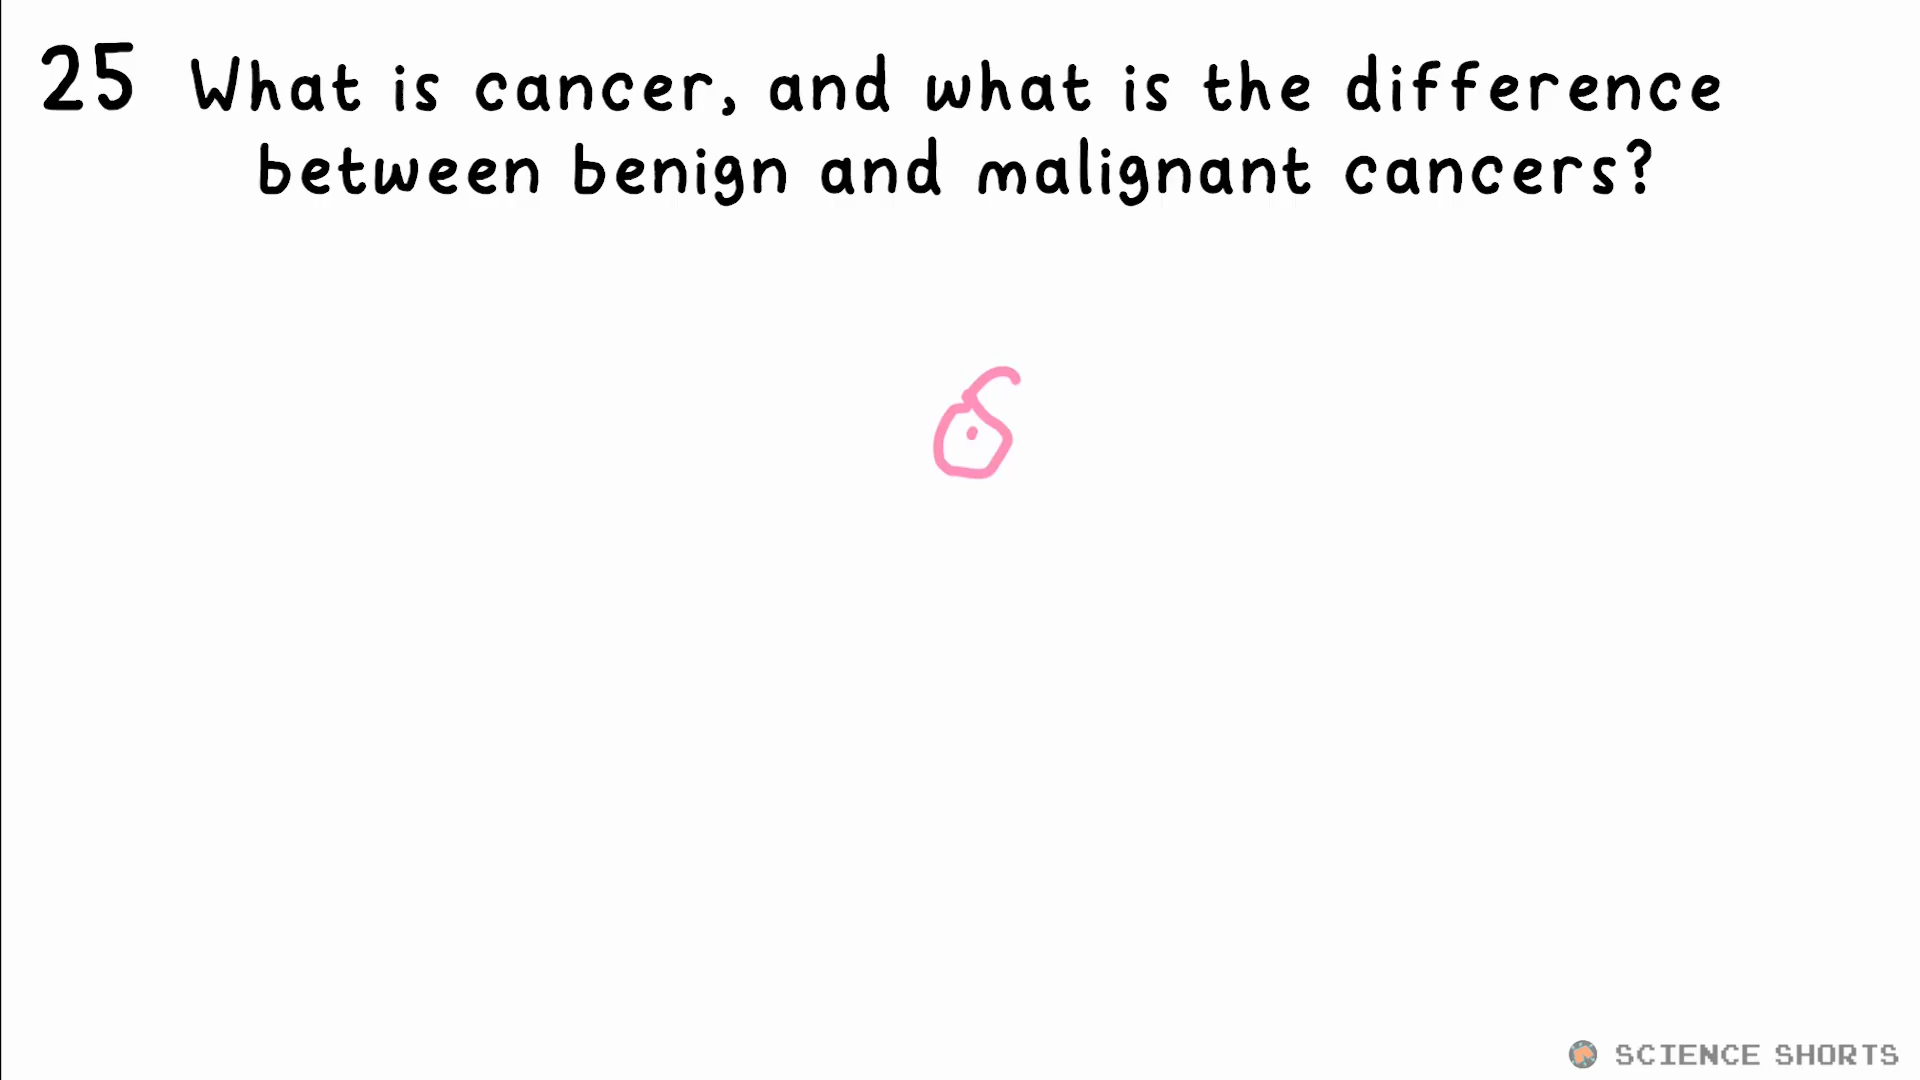 25 What is cancer, and what is the difference
between benign and malignant cancers?
SCIENCE SHORTS